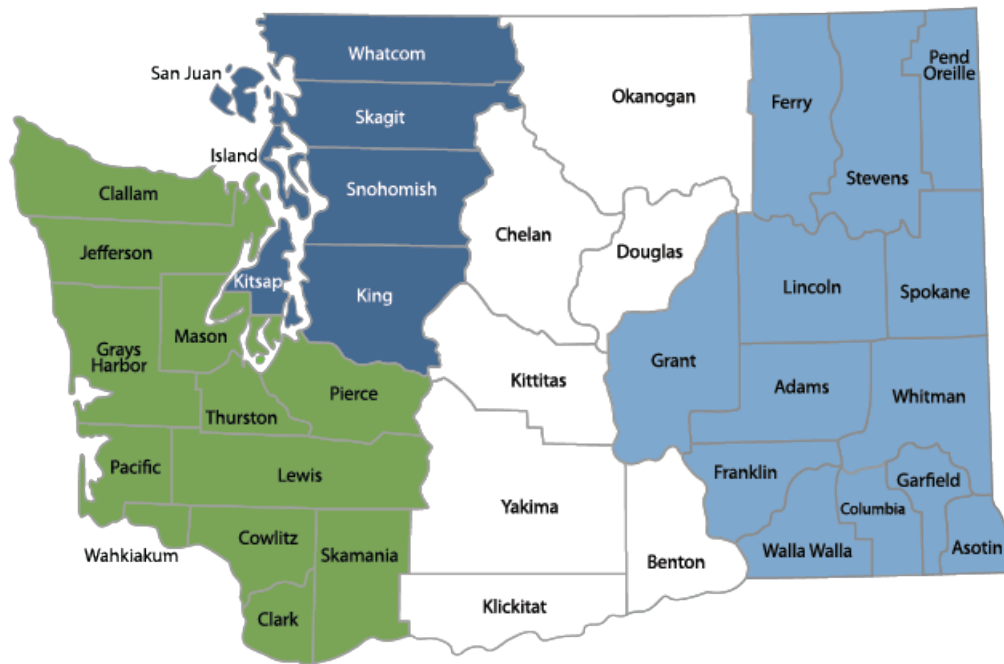 Whatcom
San Juan
Pend
Oreille
Okanogan
Ferry
Skagit
Island
Snohomish
Stevens
Clallam
Chelan
Douglas
Jefferson
Kitsap
King
Lincoln
Spokane
Mason
Grays
Harbor
Grant
Kittitas
Adams
Pierce
Whitman
Thurston
Pacific
Lewis
Franklin
Garfield
Yakima
Columbia
Cowlitz
Wahkiakum
Skamania
Walla Walla
Asotin
Benton
Klickitat
Clark